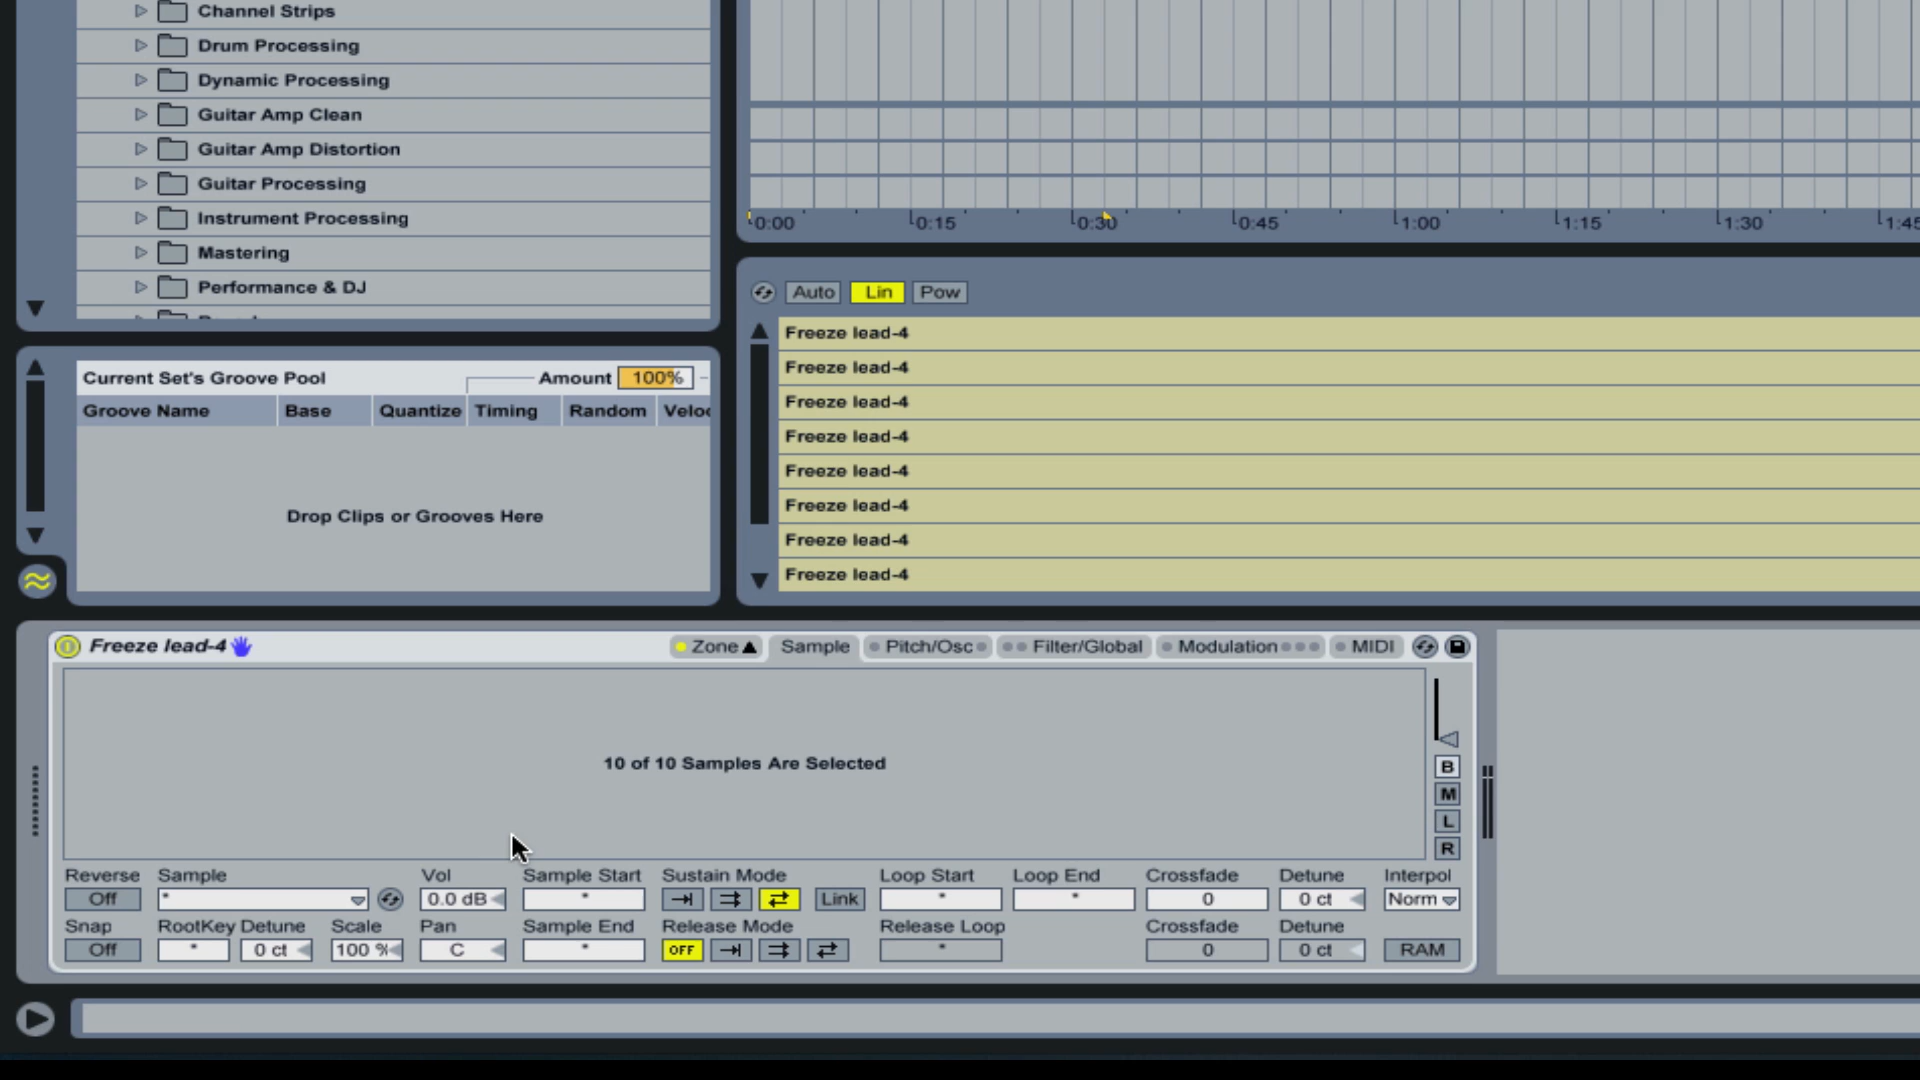 Channel Strips
Drum Processing
Dynamic Processing
Guitar Amp Clean
Guitar Amp Distortion
Guitar Processing
Instrument Processing
Mastering
Performance & DJ
0:00 0:15 0:30 0:45 1:00 1:15 1:30 1:45
Auto Lin Pow
Freeze lead-4
Freeze lead-4
Freeze lead-4
Freeze lead-4
Freeze lead-4
Freeze lead-4
Freeze lead-4
Freeze lead-4
Current Set's Groove Pool Amount 100%
Groove Name Base Quantize Timing Random Veloc
Drop Clips or Grooves Here
Freeze lead-4 Zone Sample Pitch/Osc Filter/Global Modulation MIDI
10 of 10 Samples Are Selected
B
M
L
R
Reverse Sample Vol Sample Start Sustain Mode Loop Start Loop End Crossfade Detune Interpol
Off * 0.0 dB * Link * * 0 0 ct Norm
Snap RootKey Detune Scale Pan Sample End Release Mode Release Loop Crossfade Detune
Off * 0 ct 100 % C * OFF * 0 0 ct RAM